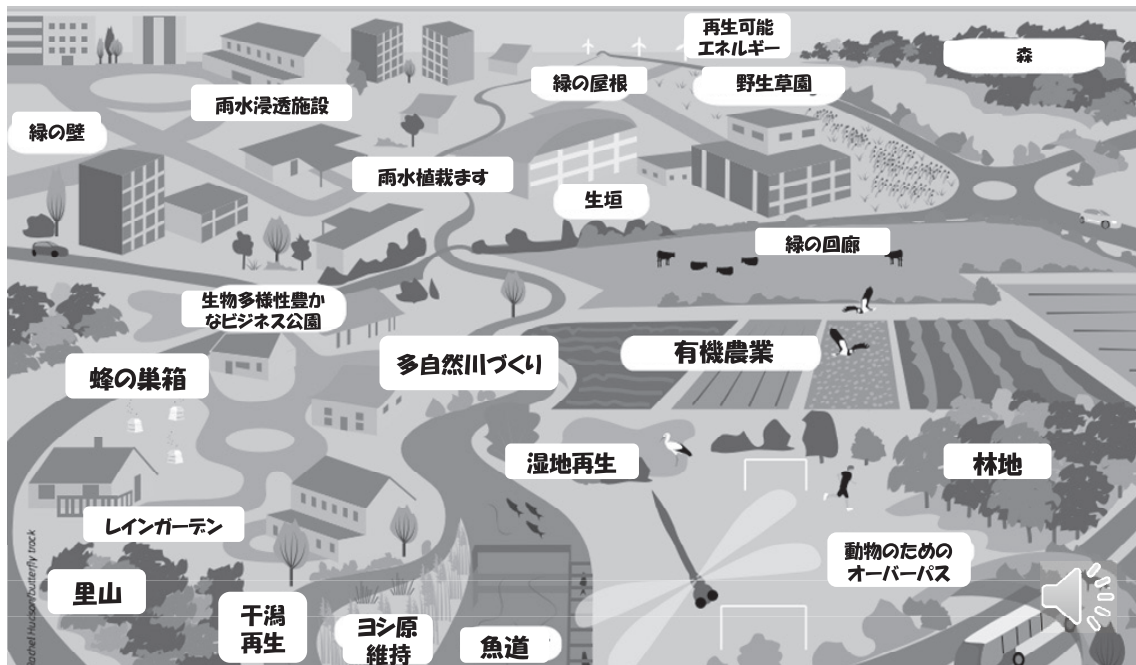 再生可能
エネルギー
森
緑の屋根
野生草園
雨水浸透施設
緑の壁
雨水植栽ます
生垣
緑の回廊
生物多様性豊か
なビジネス公園
多自然川づくり
有機農業
蜂の巣箱
湿地再生
林地
レインガーデン
動物のための
オーバーパス
里山
干潟
再生
ヨシ原
維持
魚道
Rachel Hudson/butterfly track